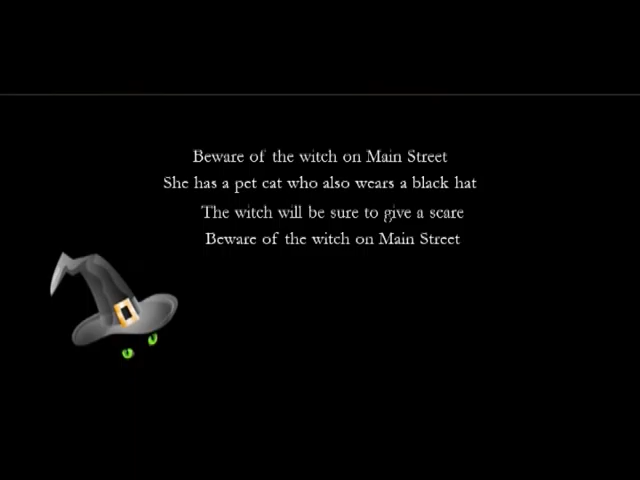 Beware of the witch on Main Street
She has a pet cat who also wears a black hat
The witch will be sure to give a scare
Beware of the witch on Main Street